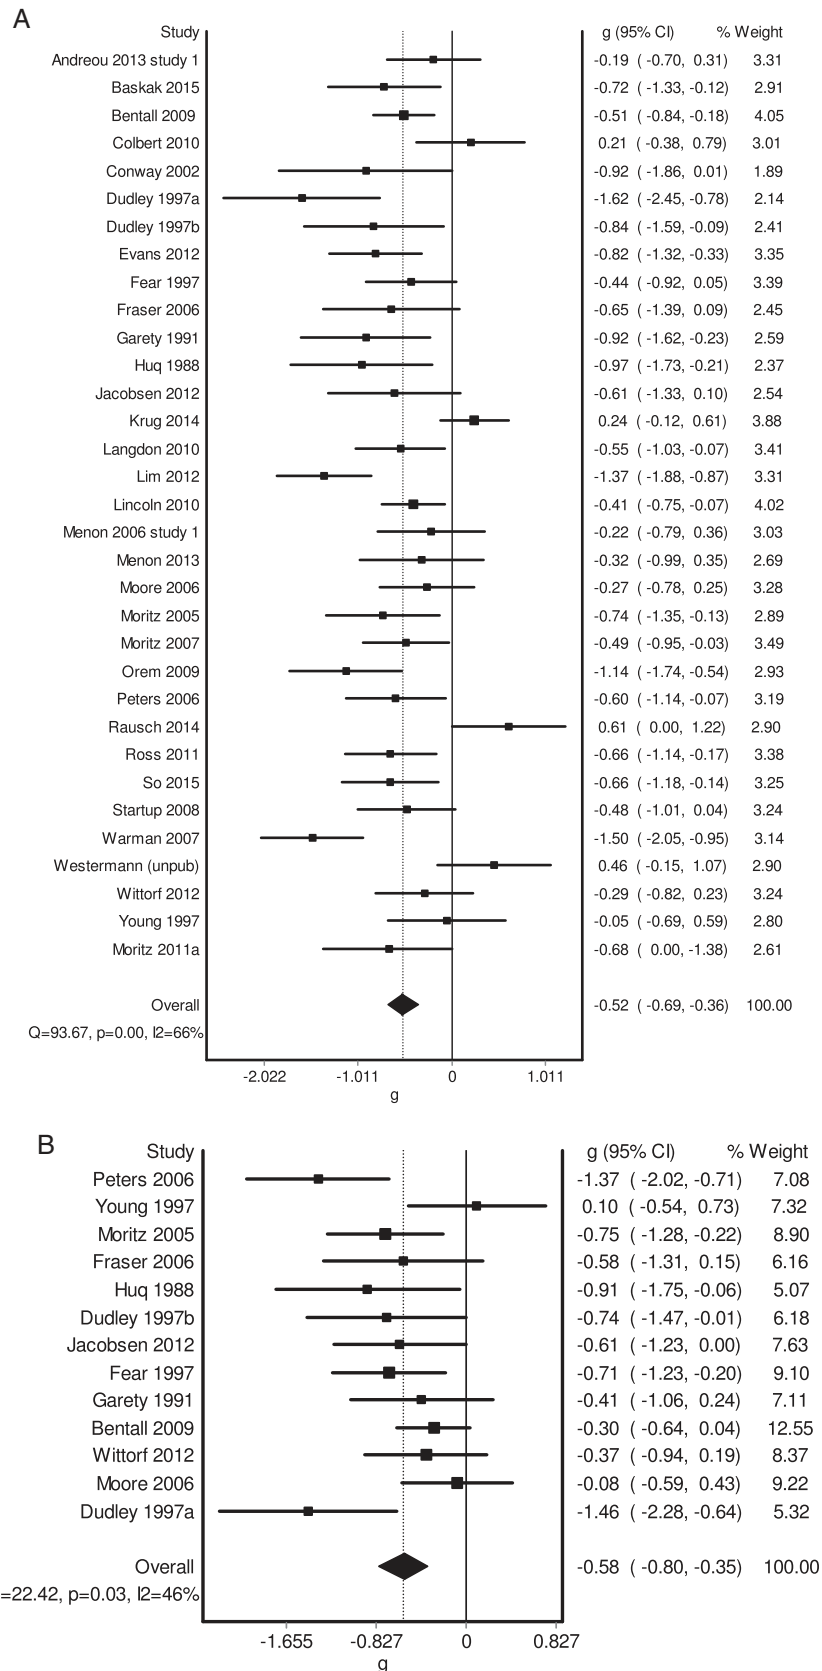 A
Study g (95% CI) % Weight
Andreou 2013 study 1 -0.19 ( -0.70, 0.31) 3.31
Baskak 2015 -0.72 ( -1.33, -0.12) 2.91
Bentall 2009 -0.51 ( -0.84, -0.18) 4.05
Colbert 2010 0.21 ( -0.38, 0.79) 3.01
Conway 2002 -0.92 ( -1.86, 0.01) 1.89
Dudley 1997a -1.62 ( -2.45, -0.78) 2.14
Dudley 1997b -0.84 ( -1.59, -0.09) 2.41
Evans 2012 -0.82 ( -1.32, -0.33) 3.35
Fear 1997 -0.44 ( -0.92, 0.05) 3.39
Fraser 2006 -0.65 ( -1.39, 0.09) 2.45
Garety 1991 -0.92 ( -1.62, -0.23) 2.59
Huq 1988 -0.97 ( -1.73, -0.21) 2.37
Jacobsen 2012 -0.61 ( -1.33, 0.10) 2.54
Krug 2014 0.24 ( -0.12, 0.61) 3.88
Langdon 2010 -0.55 ( -1.03, -0.07) 3.41
Lim 2012 -1.37 ( -1.88, -0.87) 3.31
Lincoln 2010 -0.41 ( -0.75, -0.07) 4.02
Menon 2006 study 1 -0.22 ( -0.79, 0.36) 3.03
Menon 2013 -0.32 ( -0.99, 0.35) 2.69
Moore 2006 -0.27 ( -0.78, 0.25) 3.28
Moritz 2005 -0.74 ( -1.35, -0.13) 2.89
Moritz 2007 -0.49 ( -0.95, -0.03) 3.49
Orem 2009 -1.14 ( -1.74, -0.54) 2.93
Peters 2006 -0.60 ( -1.14, -0.07) 3.19
Rausch 2014 0.61 ( 0.00, 1.22) 2.90
Ross 2011 -0.66 ( -1.14, -0.17) 3.38
So 2015 -0.66 ( -1.18, -0.14) 3.25
Startup 2008 -0.48 ( -1.01, 0.04) 3.24
Warman 2007 -1.50 ( -2.05, -0.95) 3.14
Westermann (unpub) 0.46 ( -0.15, 1.07) 2.90
Wittorf 2012 -0.29 ( -0.82, 0.23) 3.24
Young 1997 -0.05 ( -0.69, 0.59) 2.80
Moritz 2011a -0.68 ( 0.00, -1.38) 2.61
Overall -0.52 ( -0.69, -0.36) 100.00
Q=93.67, p=0.00, I2=66%
-2.022 -1.011 0 1.011
g
B
Study g (95% CI) % Weight
Peters 2006 -1.37 ( -2.02, -0.71) 7.08
Young 1997 0.10 ( -0.54, 0.73) 7.32
Moritz 2005 -0.75 ( -1.28, -0.22) 8.90
Fraser 2006 -0.58 ( -1.31, 0.15) 6.16
Huq 1988 -0.91 ( -1.75, -0.06) 5.07
Dudley 1997b -0.74 ( -1.47, -0.01) 6.18
Jacobsen 2012 -0.61 ( -1.23, 0.00) 7.63
Fear 1997 -0.71 ( -1.23, -0.20) 9.10
Garety 1991 -0.41 ( -1.06, 0.24) 7.11
Bentall 2009 -0.30 ( -0.64, 0.04) 12.55
Wittorf 2012 -0.37 ( -0.94, 0.19) 8.37
Moore 2006 -0.08 ( -0.59, 0.43) 9.22
Dudley 1997a -1.46 ( -2.28, -0.64) 5.32
Overall -0.58 ( -0.80, -0.35) 100.00
=22.42, p=0.03, I2=46%
-1.655 -0.827 0 0.827
g